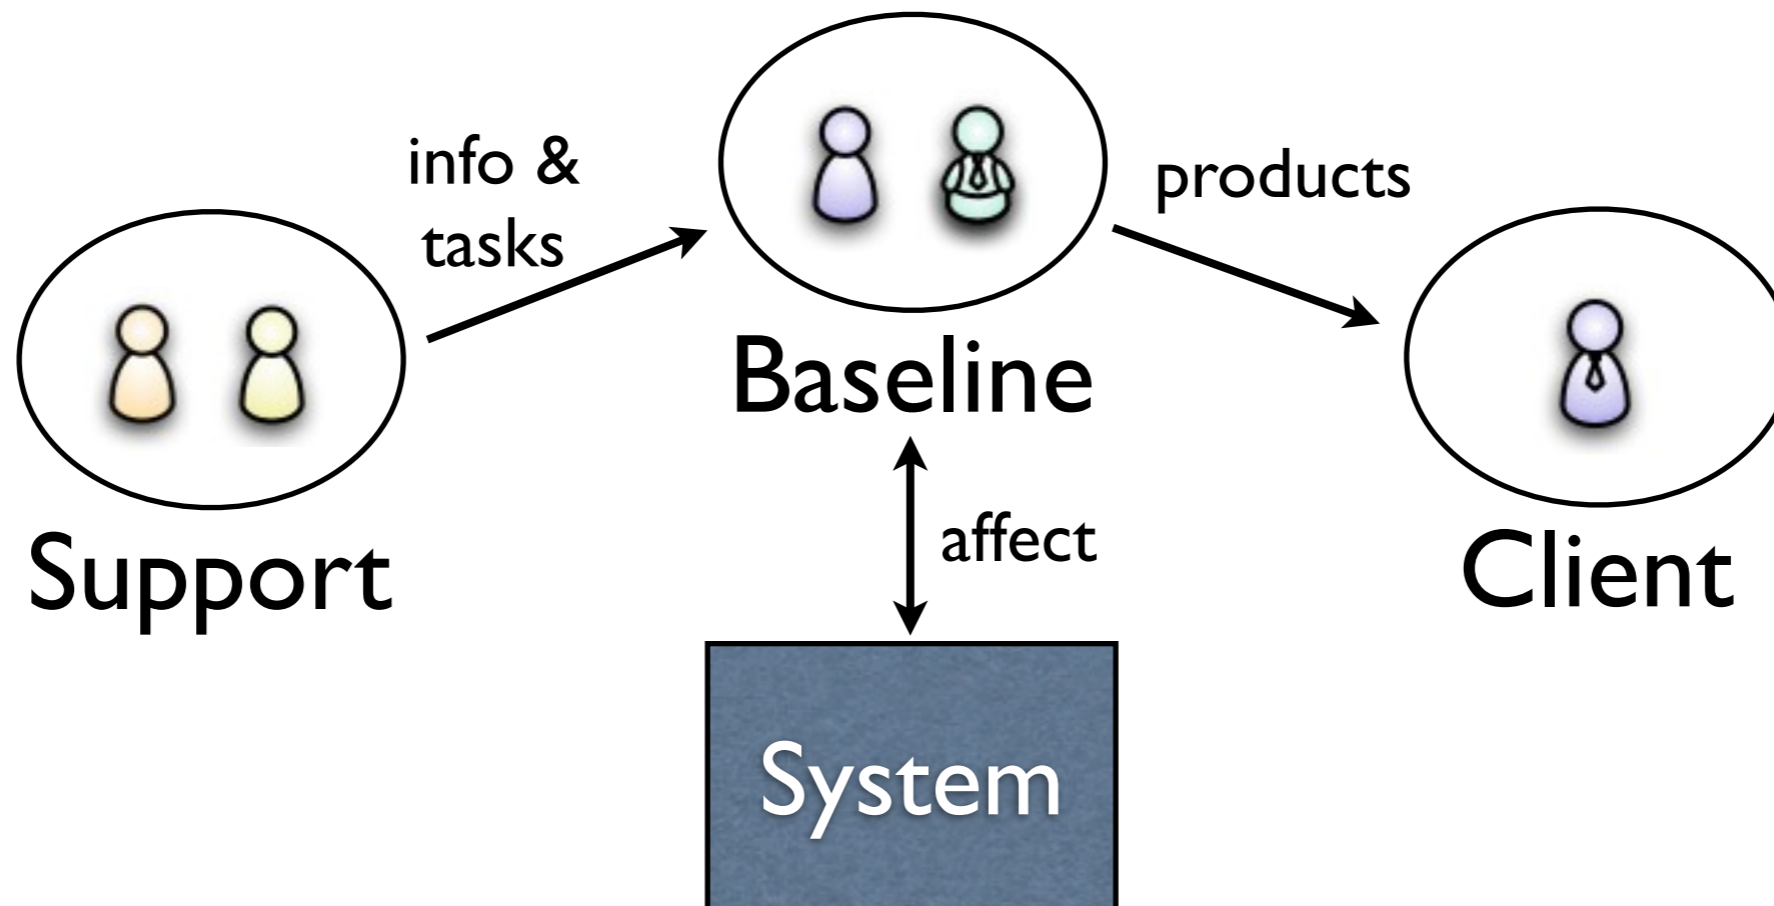 info &
tasks
products
Baseline
Support
affect
Client
System